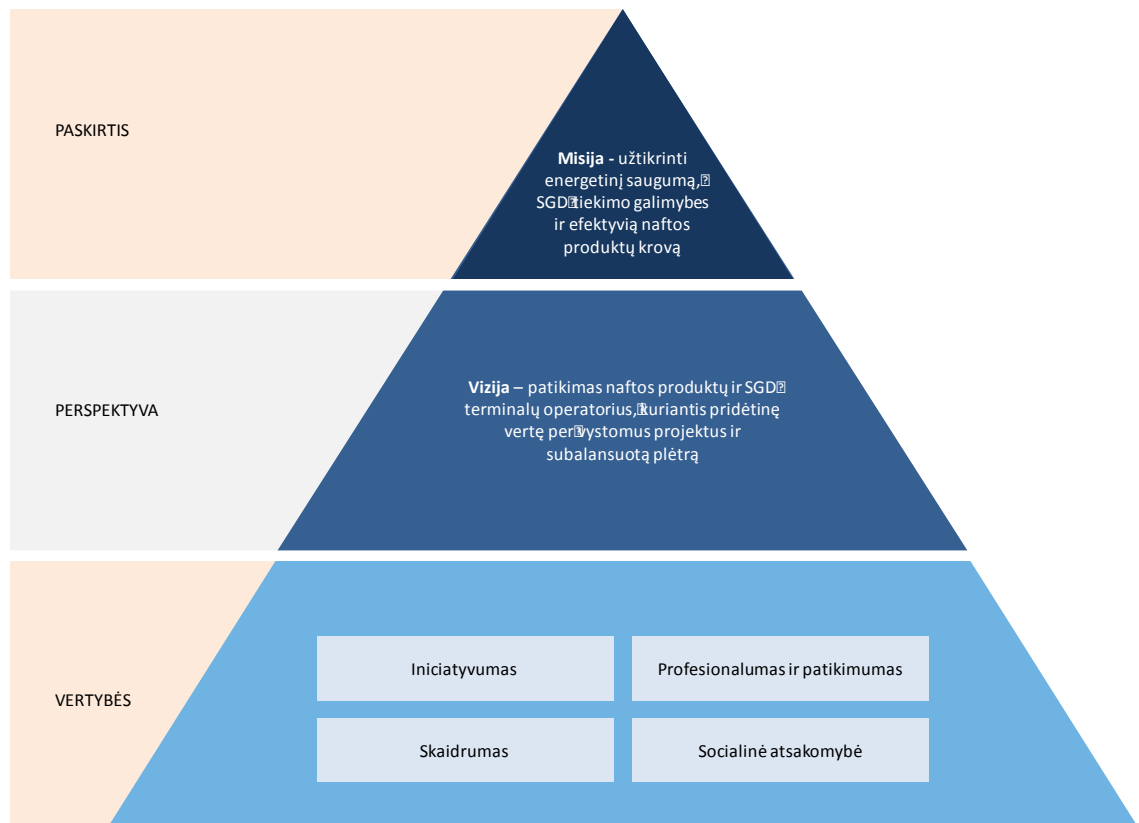 PASKIRTIS
Misija - užtikrinti
energetinį saugumą,
SGD tiekimo galimybes
ir efektyvią naftos
produktų krovą
PERSPEKTYVA
Vizija – patikimas naftos produktų ir SGD
terminalų operatorius, kuriantis pridėtinę
vertę per vystomus projektus ir
subalansuotą plėtrą
VERTYBĖS
Iniciatyvumas
Profesionalumas ir patikimumas
Skaidrumas
Socialinė atsakomybė